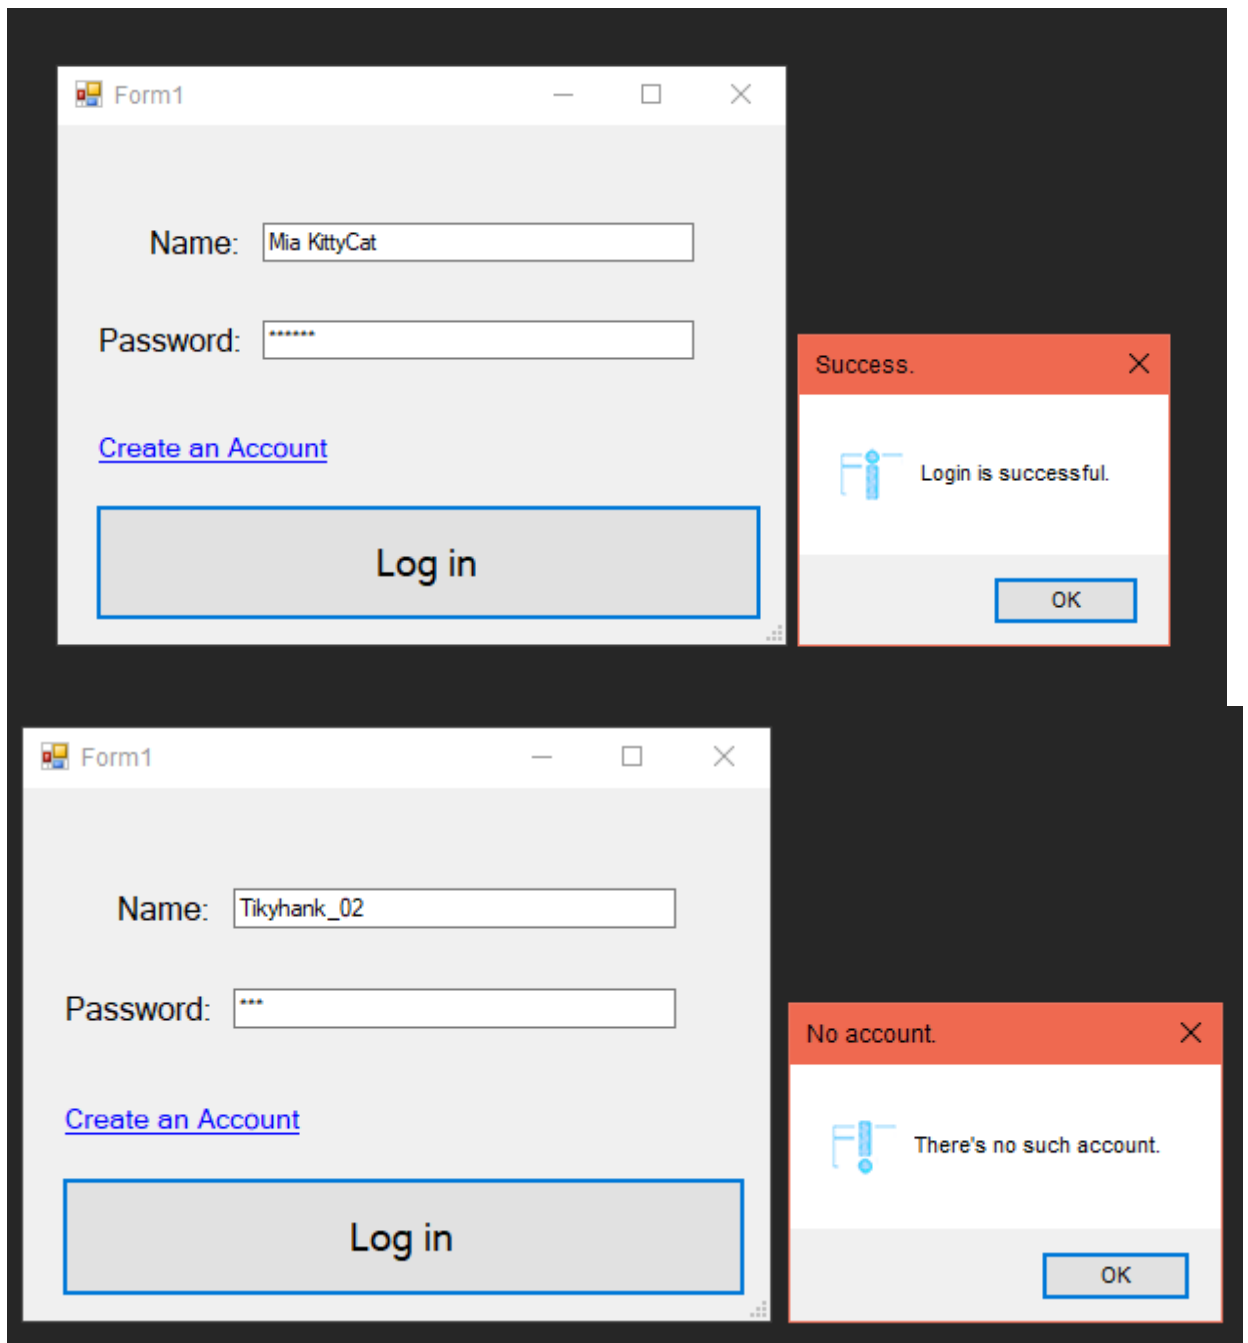 Form1
Name: Mia KittyCat
Password: ******
Create an Account
Log in
Success.
Login is successful.
OK
Form1
Name: Tikyhank_02
Password: ***
Create an Account
Log in
No account.
There's no such account.
OK